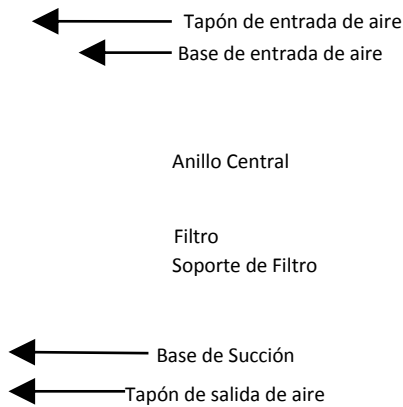 Tapón de entrada de aire
Base de entrada de aire
Anillo Central
Filtro
Soporte de Filtro
Base de Succión
Tapón de salida de aire